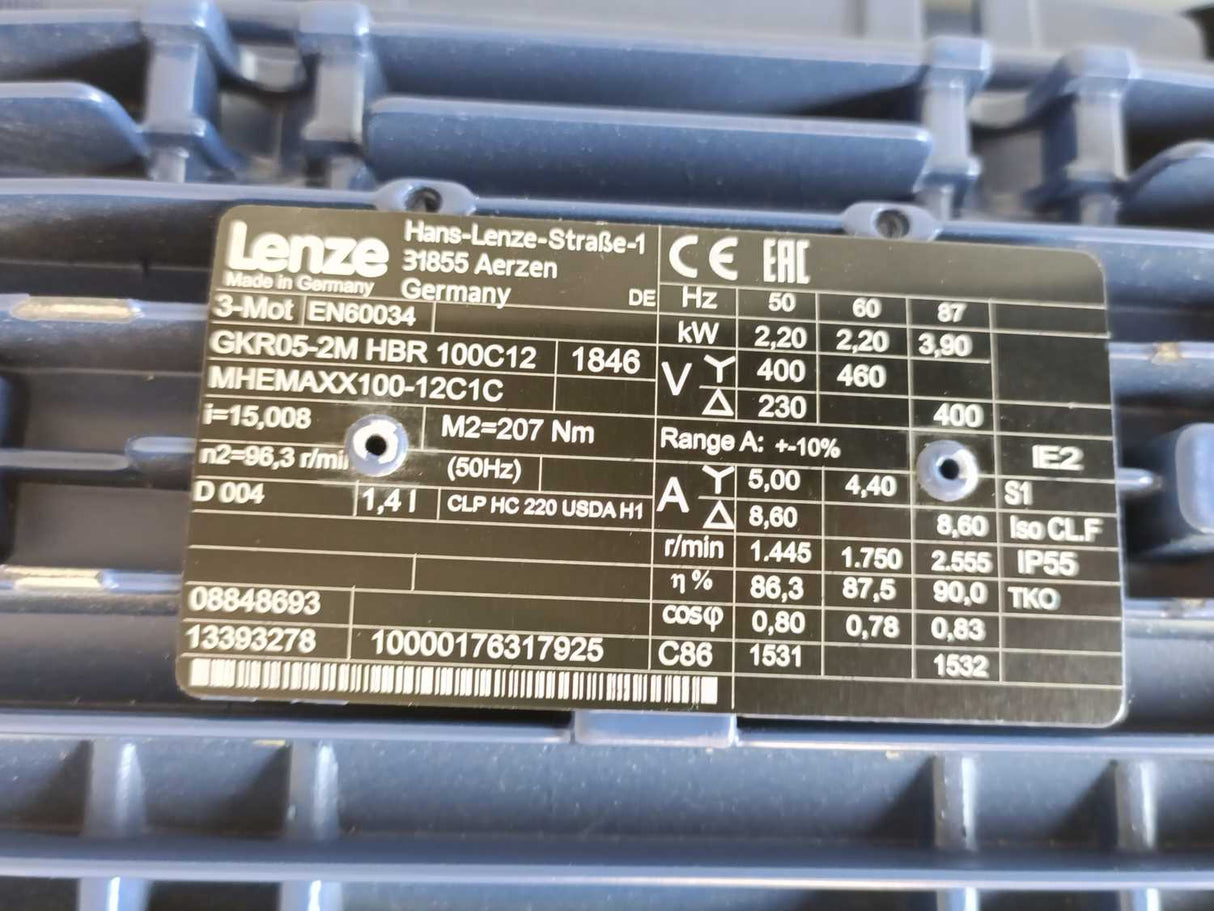 Lenze
Made in Germany
Hans-Lenze-Straße-1
31855 Aerzen
Germany
DE
CE EAC
3-Mot EN60034
GKR05-2M HBR 100C12 1846
MHEMAXX100-12C1C
i=15,008 M2=207 Nm
n2=96,3 r/min (50Hz)
D 004 1,4 l CLP HC 220 USDA H1
08848693
13393278 10000176317925
Hz 50 60 87
kW 2,20 2,20 3,90
V Y 400 460
Δ 230 400
Range A: +-10% IE2
A Y 5,00 4,40 S1
Δ 8,60 8,60 Iso CL.F
r/min 1.445 1.750 2.555 IP55
η % 86,3 87,5 90,0 TKO
cosφ 0,80 0,78 0,83
C86 1531 1532